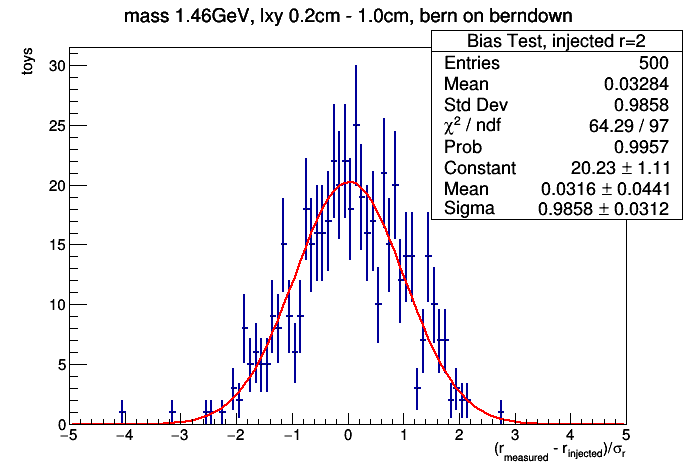 mass 1.46GeV, lxy 0.2cm - 1.0cm, bern on berndown
Bias Test, injected r=2
Entries 500
Mean 0.03284
Std Dev 0.9858
χ² / ndf 64.29 / 97
Prob 0.9957
Constant 20.23 ± 1.11
Mean 0.0316 ± 0.0441
Sigma 0.9858 ± 0.0312
toys
30
25
20
15
10
5
0
−5 −4 −3 −2 −1 0 1 2 3 4 5
(r_measured - r_injected)/σ_r